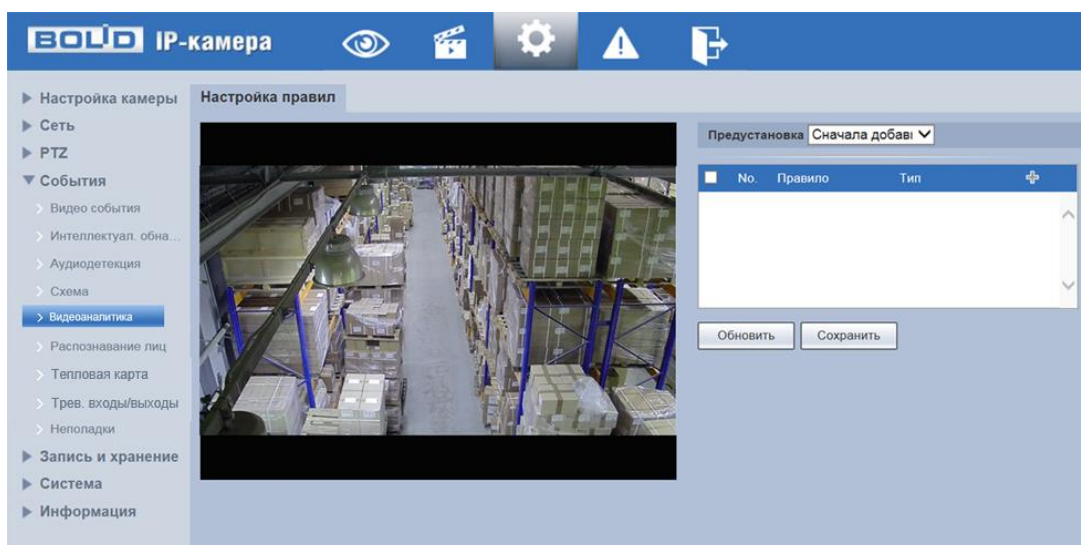 BOLID IP-камера
Настройка камеры
Сеть
PTZ
События
Видео события
Интеллектуал. обна...
Аудиодетекция
Схема
Видеоаналитика
Распознавание лиц
Тепловая карта
Трев. входы/выходы
Неполадки
Запись и хранение
Система
Информация
Настройка правил
Предустановка Сначала добавı
No. Правило Тип
Обновить Сохранить